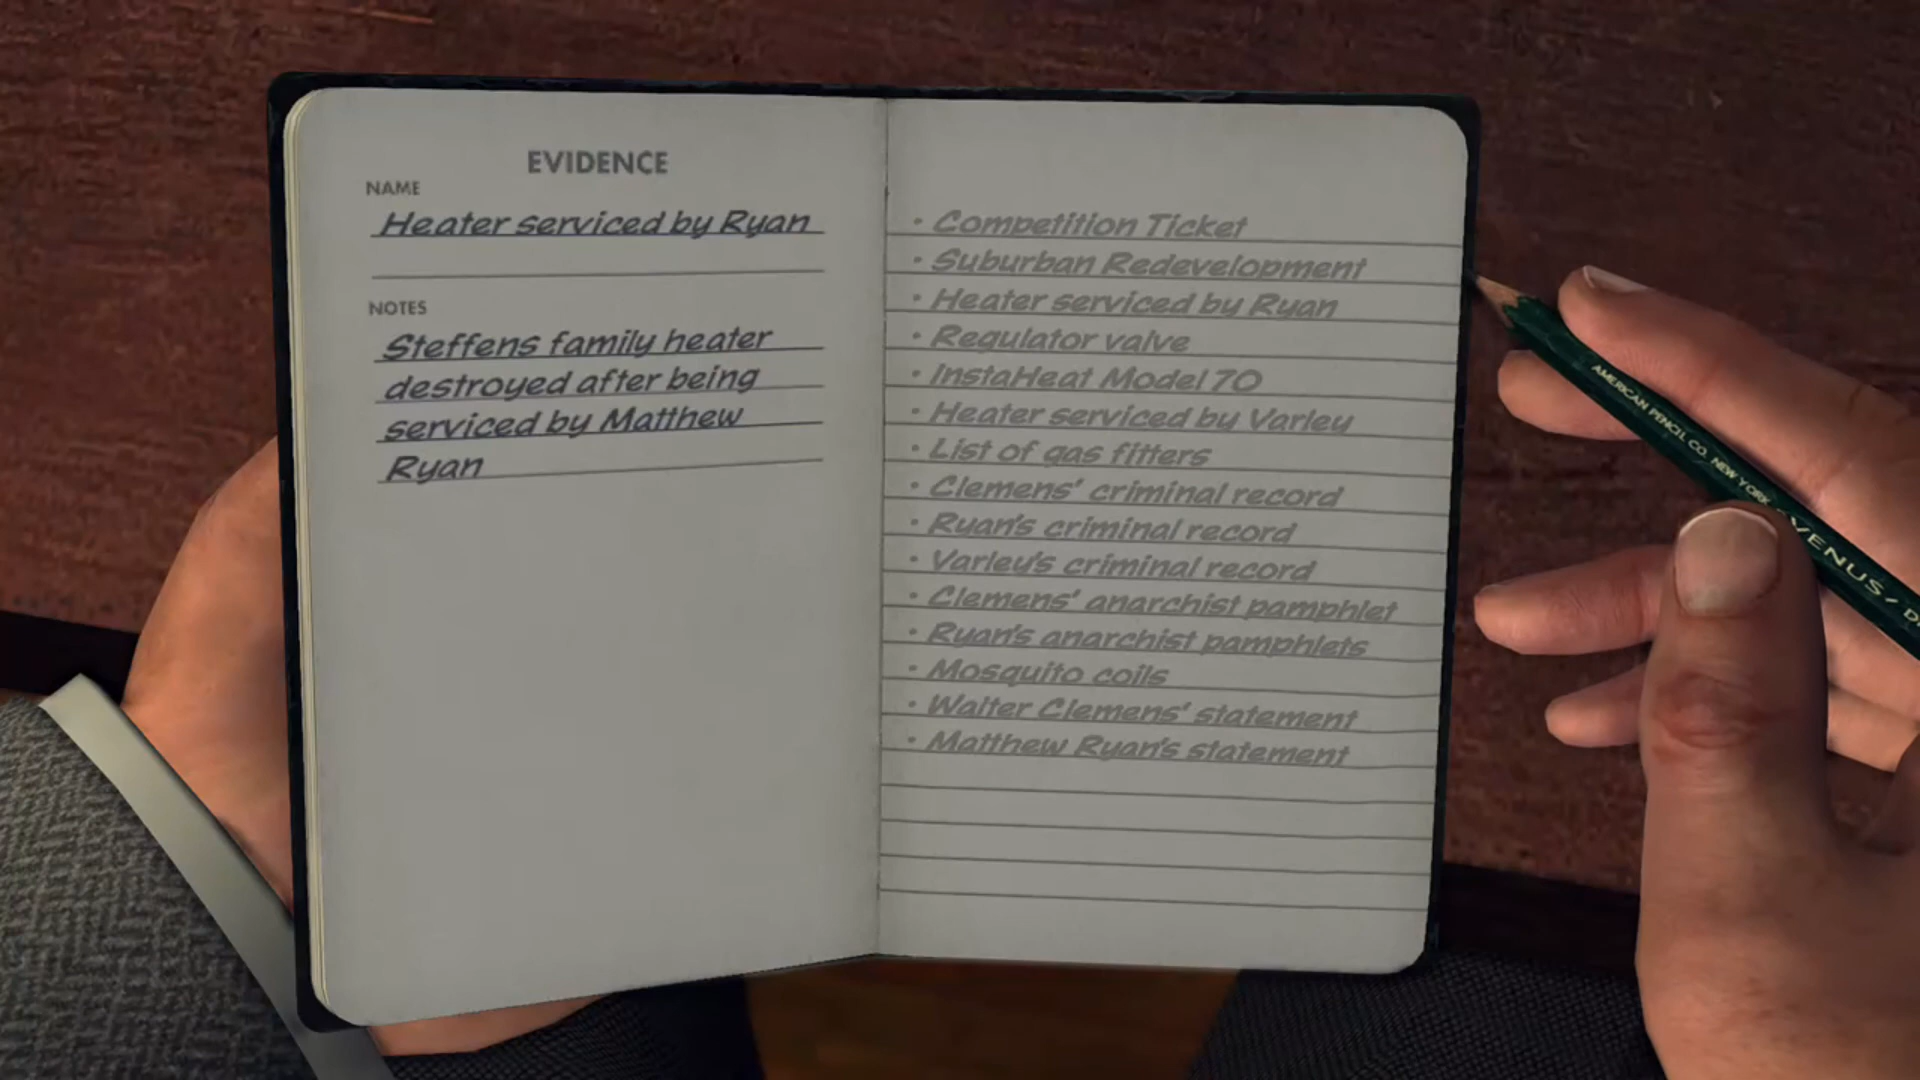 EVIDENCE
NAME
Heater serviced by Ryan
NOTES
Steffens family heater
destroyed after being
serviced by Matthew
Ryan
• Competition Ticket
• Suburban Redevelopment
• Heater serviced by Ryan
• Regulator valve
• InstaHeat Model 70
• Heater serviced by Varley
• List of gas fitters
• Clemens' criminal record
• Ryan's criminal record
• Varley's criminal record
• Clemens' anarchist pamphlet
• Ryan's anarchist pamphlets
• Mosquito coils
• Walter Clemens' statement
• Matthew Ryan's statement
AMERICAN PENCIL CO. NEW YORK VENUS